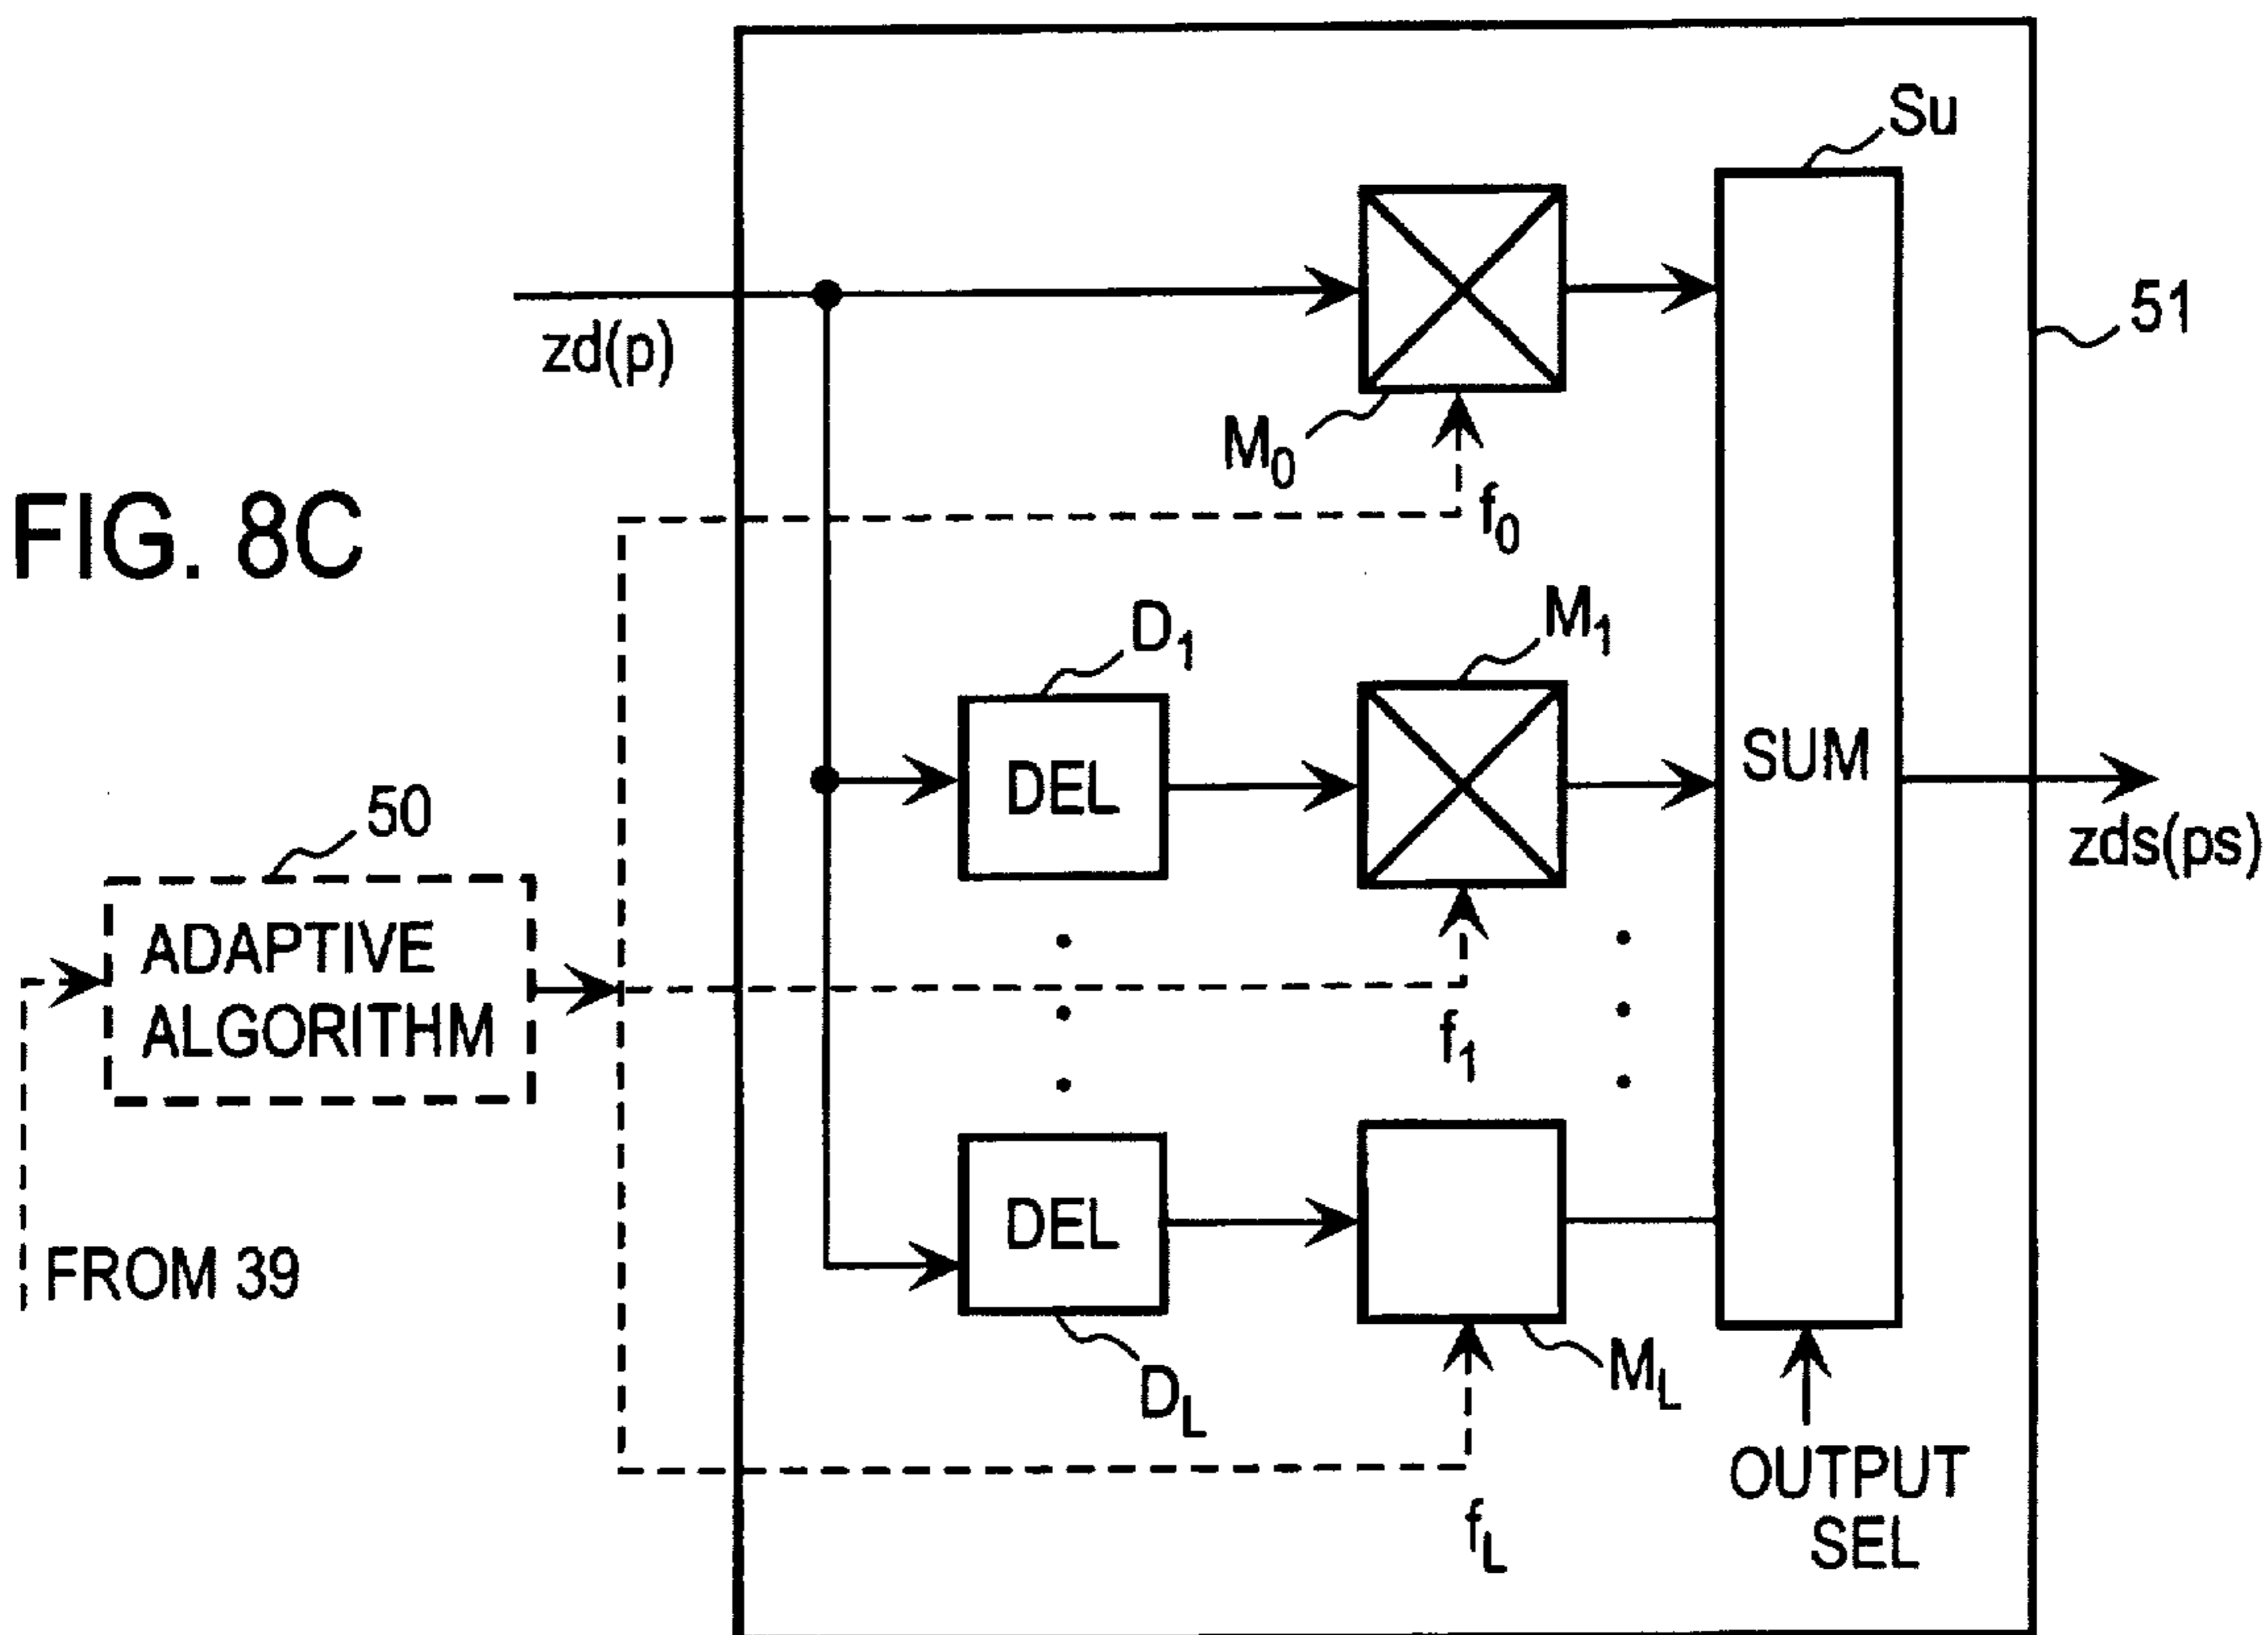 Su
51
zd(p)
M0
f0
FIG. 8C
D1
M1
DEL
SUM
zds(ps)
50
ADAPTIVE
ALGORITHM
f1
DEL
FROM 39
DL
ML
OUTPUT
SEL
fL